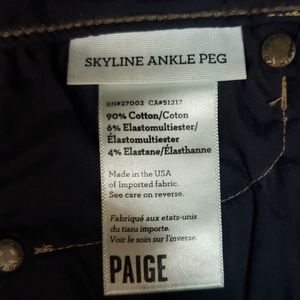 SKYLINE ANKLE PEG
RN#27002 CA#51217
90% Cotton/Coton
6% Elastomultiester/
Élastomultiester
4% Elastane/Élasthanne
Made in the USA
of Imported fabric.
See care on reverse.
Fabriqué aux etats-unis
du tissu importe.
Voir le soin sur l'inverse.
PAIGE